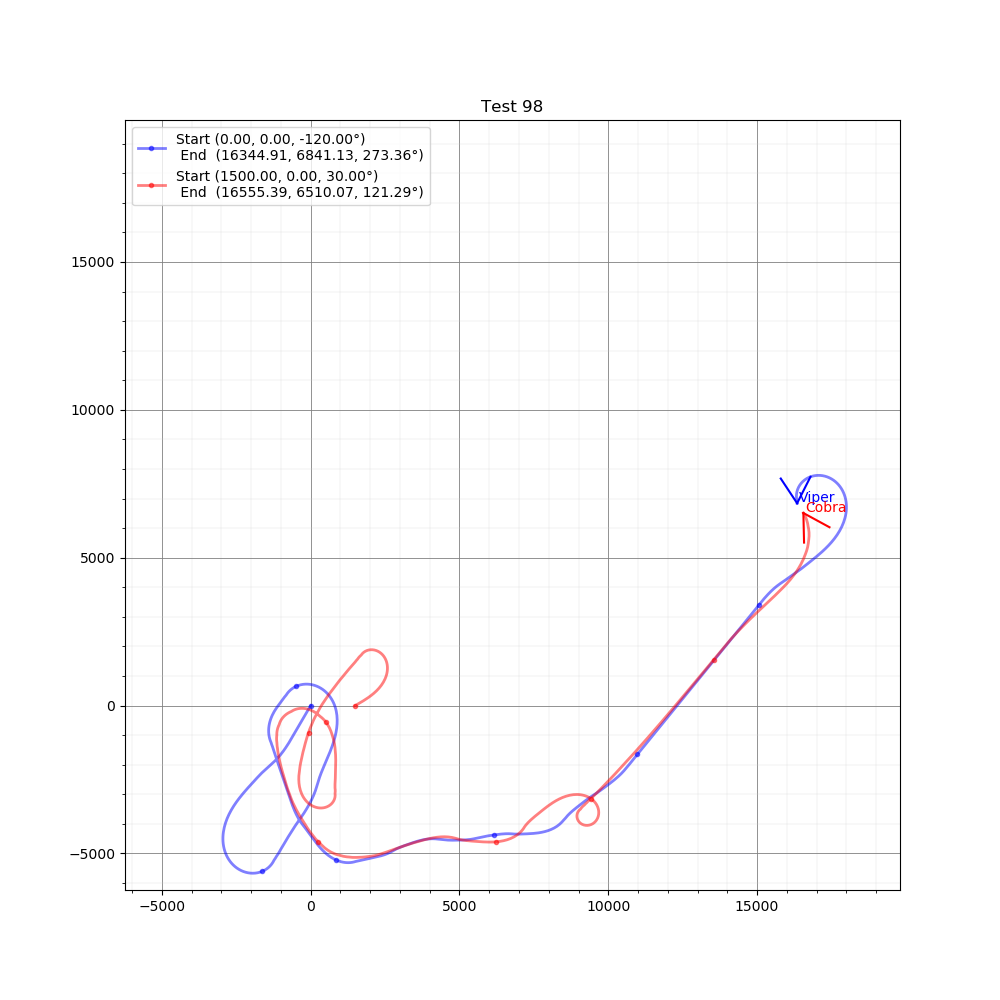 Test 98
Start (0.00, 0.00, -120.00°)
End (16344.91, 6841.13, 273.36°)
Start (1500.00, 0.00, 30.00°)
End (16555.39, 6510.07, 121.29°)
15000
10000
5000
0
−5000
Viper
Cobra
−5000
0
5000
10000
15000